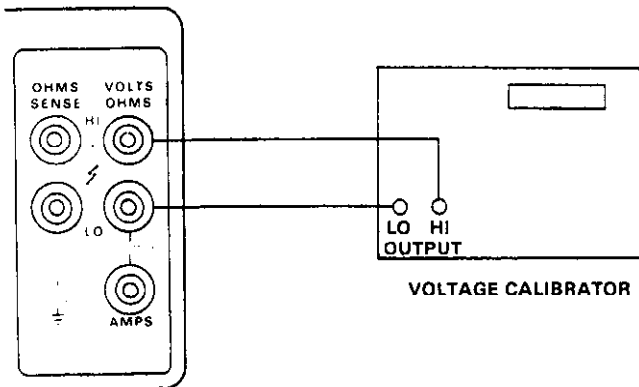 OHMS SENSE
VOLTS OHMS
HI
LO
AMPS
LO HI
OUTPUT
VOLTAGE CALIBRATOR